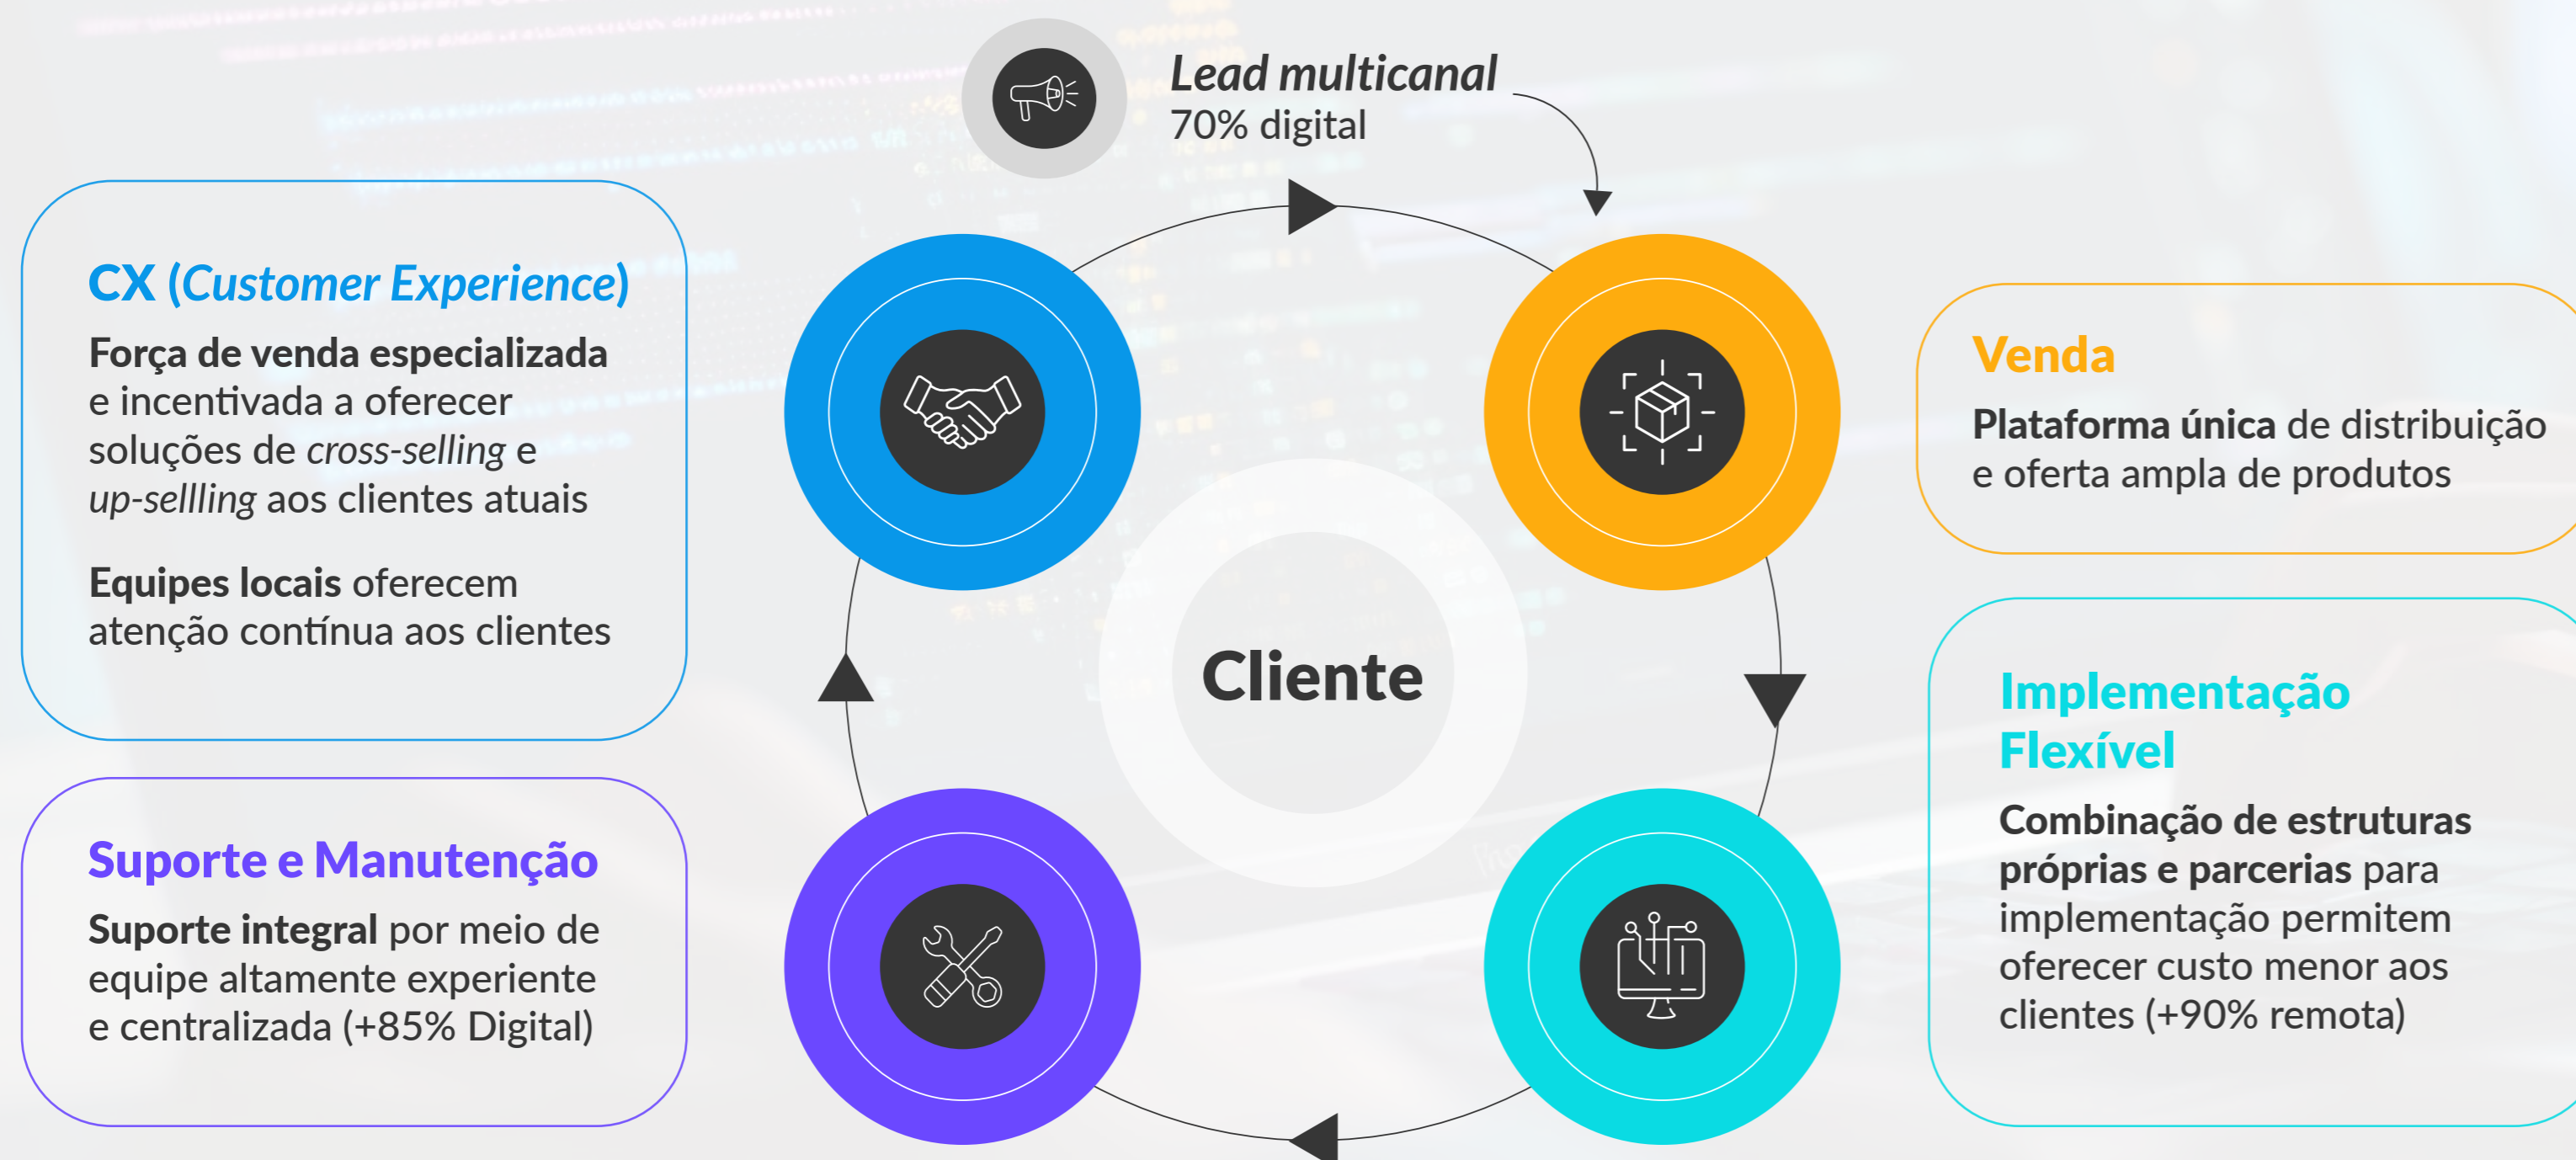 Lead multicanal
70% digital
CX (Customer Experience)
Força de venda especializada
e incentivada a oferecer
soluções de cross-selling e
up-sellling aos clientes atuais
Equipes locais oferecem
atenção contínua aos clientes
Venda
Plataforma única de distribuição
e oferta ampla de produtos
Cliente
Implementação
Flexível
Combinação de estruturas
próprias e parcerias para
implementação permitem
oferecer custo menor aos
clientes (+90% remota)
Suporte e Manutenção
Suporte integral por meio de
equipe altamente experiente
e centralizada (+85% Digital)